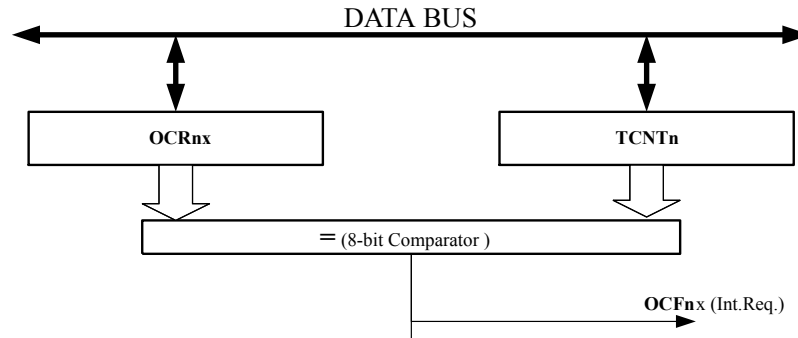 DATA BUS
OCRnx
TCNTn
= (8-bit Comparator )
OCFnx (Int.Req.)